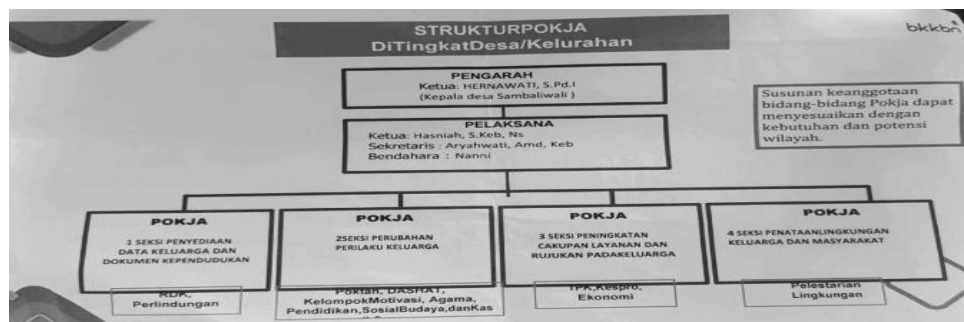 STRUKTURPOKJA
DiTingkatDesa/Kelurahan
bkkbn
PENGARAH
Ketua: HERNAWATI, S.Pd.I
(Kepala desa Sambaliwali )
Susunan keanggotaan
bidang-bidang Pokja dapat
menyesuaikan dengan
kebutuhan dan potensi
wilayah.
PELAKSANA
Ketua: Hasniah, S.Keb, Ns
Sekretaris : Aryahwati, Amd, Keb
Bendahara : Nanni
POKJA
1 SEKSI PENYEDIAAN
DATA KELUARGA DAN
DOKUMEN KEPENDUDUKAN
RDK,
Perlindungan
POKJA
2SEKSI PERUBAHAN
PERILAKU KELUARGA
Poktan, DASHAT,
KelompokMotivasi, Agama,
Pendidikan,SosialBudaya,danKas
POKJA
3 SEKSI PENINGKATAN
CAKUPAN LAYANAN DAN
RUJUKAN PADAKELUARGA
TPK,Kespro,
Ekonomi
POKJA
4 SEKSI PENATAANLINGKUNGAN
KELUARGA DAN MASYARAKAT
Pelestarian
Lingkungan